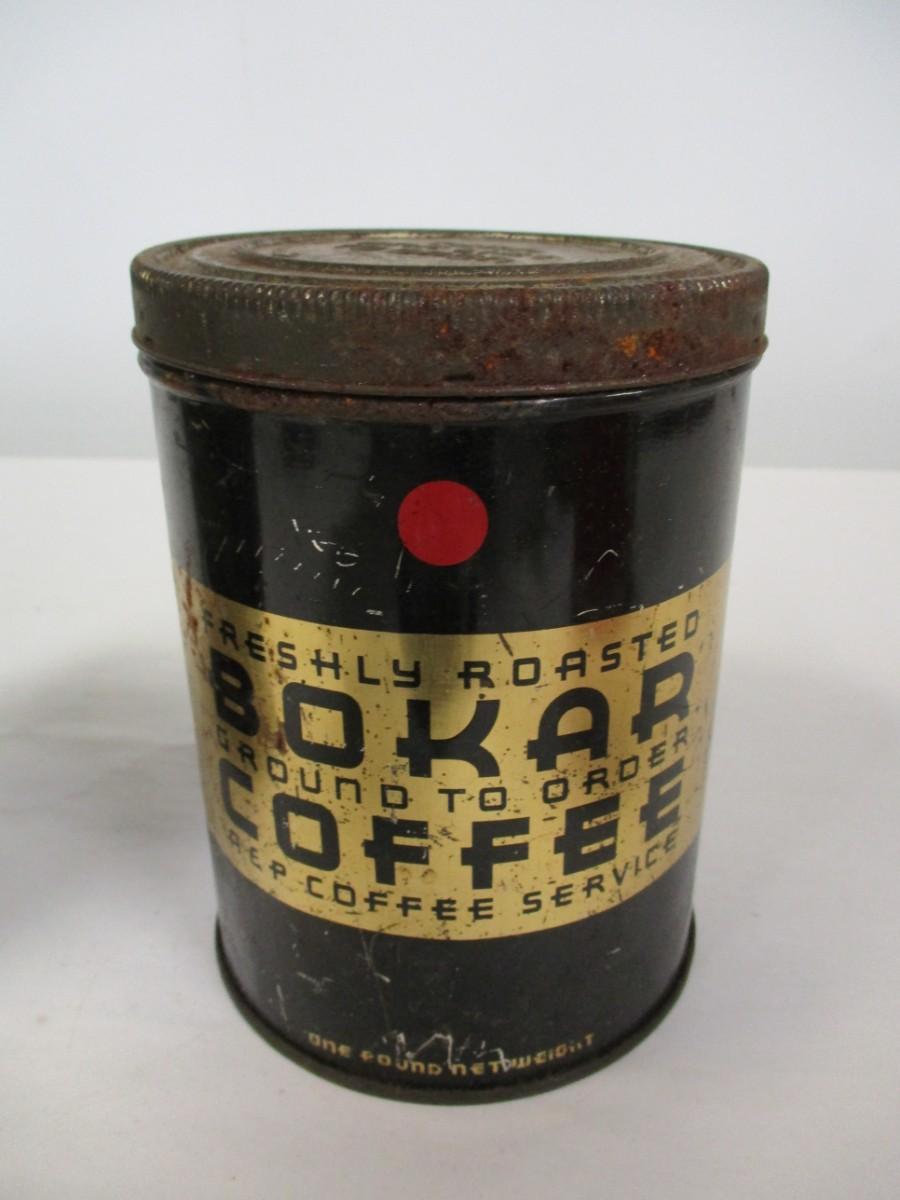 FRESHLY ROASTED
BOKAR
GROUND TO ORDER
COFFEE
A&P COFFEE SERVICE
ONE POUND NET WEIGHT